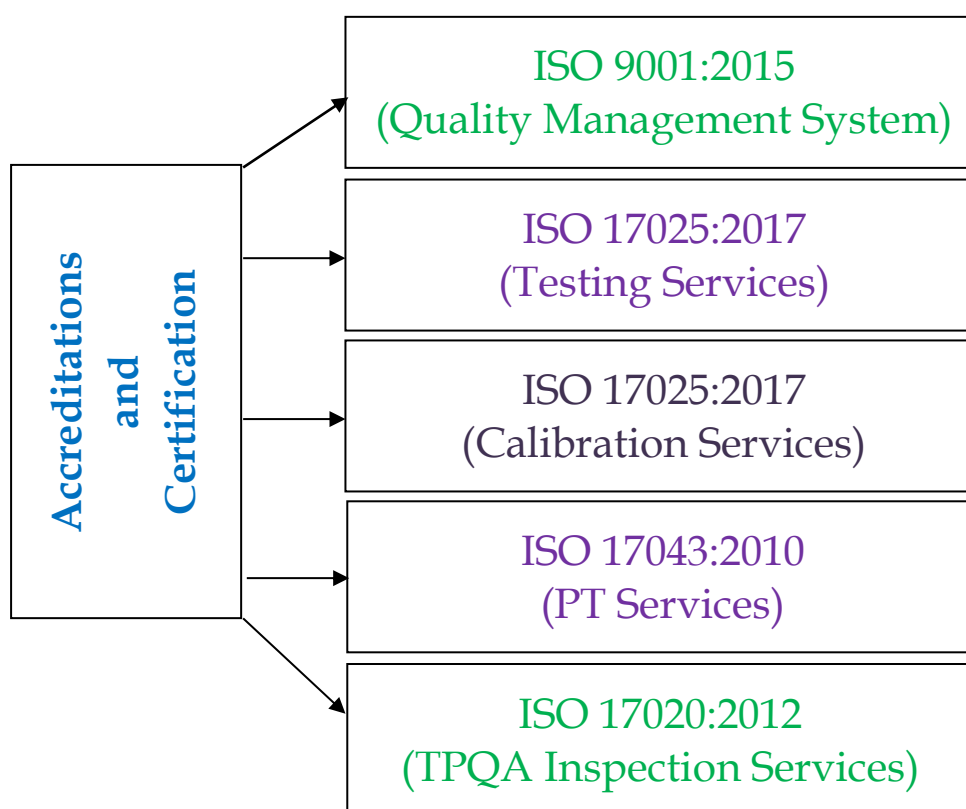 Accreditations
and
Certification
ISO 9001:2015
(Quality Management System)
ISO 17025:2017
(Testing Services)
ISO 17025:2017
(Calibration Services)
ISO 17043:2010
(PT Services)
ISO 17020:2012
(TPQA Inspection Services)